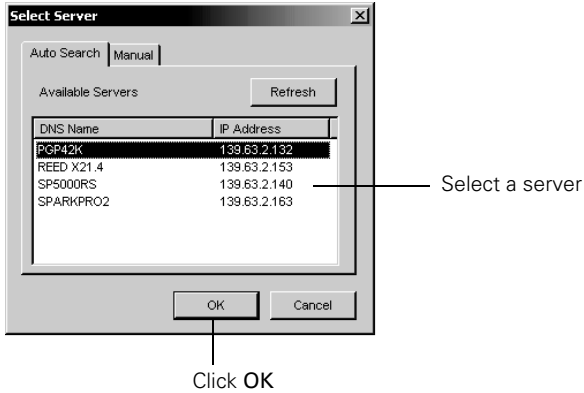 Select Server
Auto Search Manual
Available Servers Refresh
DNS Name IP Address
PGP42K 139.63.2.132
REED X21.4 139.63.2.153
SP5000RS 139.63.2.140
SPARKPRO2 139.63.2.163
Select a server
OK Cancel
Click OK